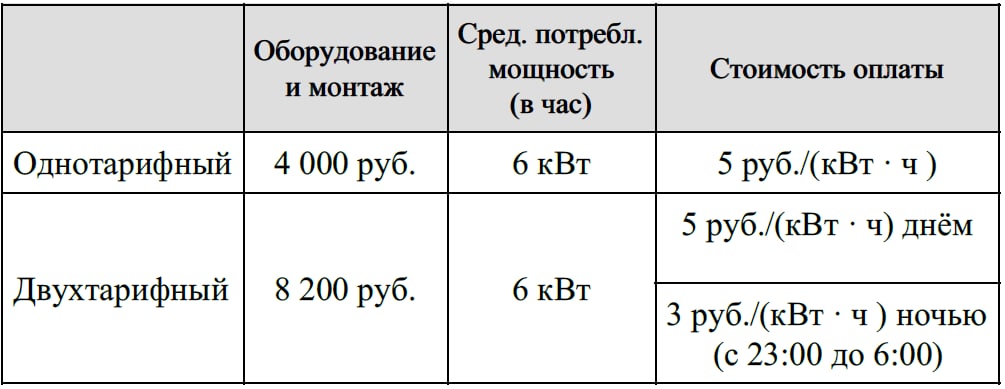 Оборудование
и монтаж
Сред. потребл.
мощность
(в час)
Стоимость оплаты
Однотарифный
4 000 руб.
6 кВт
5 руб./(кВт · ч )
Двухтарифный
8 200 руб.
6 кВт
5 руб./(кВт · ч) днём
3 руб./(кВт · ч ) ночью
(с 23:00 до 6:00)